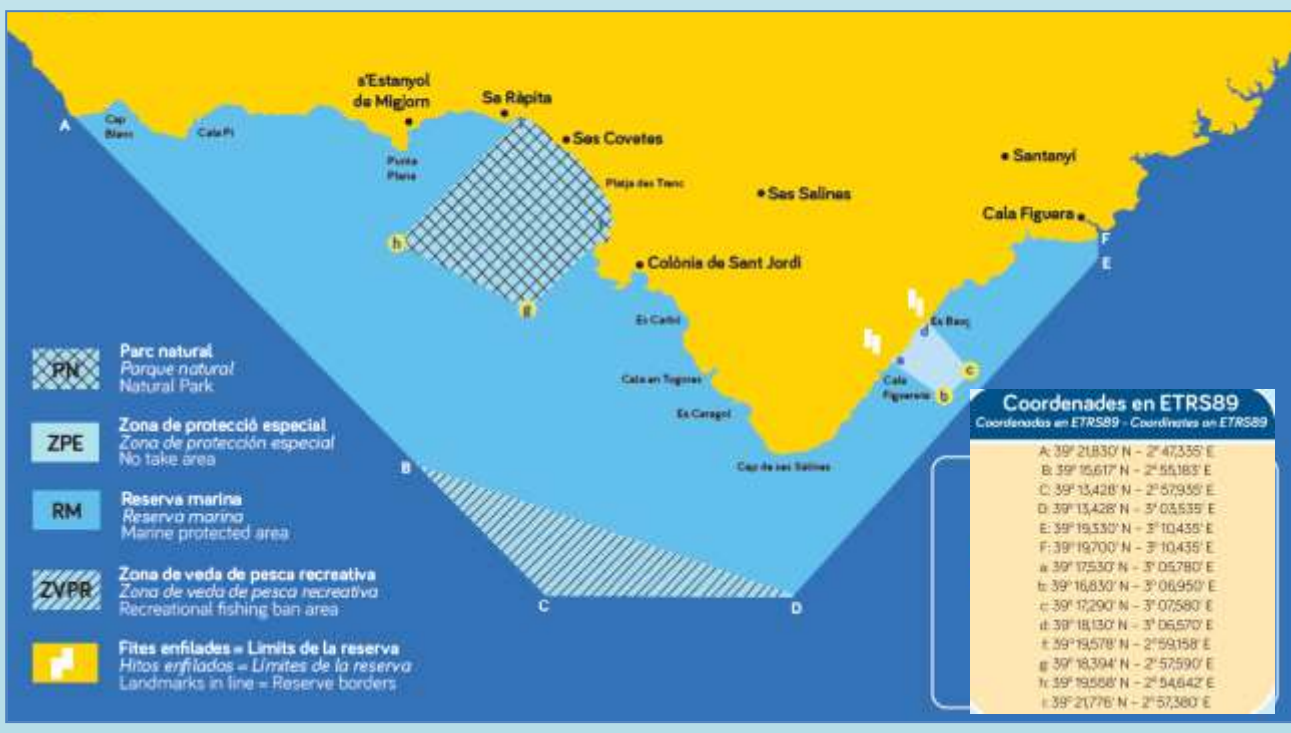 s'Estanyol
de Migjorn
Sa Ràpita
A
Cap
Blanc
Cala Pi
Ses Covetes
Punta
Plana
Platja des Trenc
Santanyí
Ses Salines
Cala Figuera
F
E
h
i
f
g
Colònia de Sant Jordi
Es Carbó
Es Baus
d
a
c
b
Cala
Figuereta
Cala en Tugores
Es Caragol
Cap de ses Salines
B
C
D
PN
Parc natural
Parque natural
Natural Park
ZPE
Zona de protecció especial
Zona de protección especial
No take area
RM
Reserva marina
Reserva marina
Marine protected area
ZVPR
Zona de veda de pesca recreativa
Zona de veda de pesca recreativa
Recreational fishing ban area
Fites enfilades = Límits de la reserva
Hitos enfilados = Límites de la reserva
Landmarks in line = Reserve borders
Coordenades en ETRS89
Coordenadas en ETRS89 - Coordinates en ETRS89
A: 39° 21,830' N - 2° 47,335' E
B: 39° 15,617' N - 2° 55,183' E
C: 39° 13,428' N - 2° 57,935' E
D: 39° 13,428' N - 3° 03,535' E
E: 39° 19,330' N - 3° 10,435' E
F: 39° 19,700' N - 3° 10,435' E
a: 39° 17,530' N - 3° 05,780' E
b: 39° 16,830' N - 3° 06,950' E
c: 39° 17,290' N - 3° 07,580' E
d: 39° 18,130' N - 3° 06,570' E
f: 39° 19,578' N - 2° 59,158' E
g: 39° 18,394' N - 2° 57,590' E
h: 39° 19,558' N - 2° 54,642' E
i: 39° 21,776' N - 2° 57,380' E